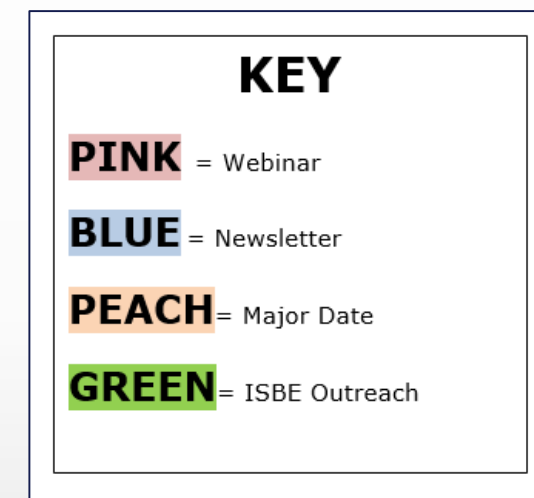 KEY
PINK = Webinar
BLUE = Newsletter
PEACH= Major Date
GREEN= ISBE Outreach